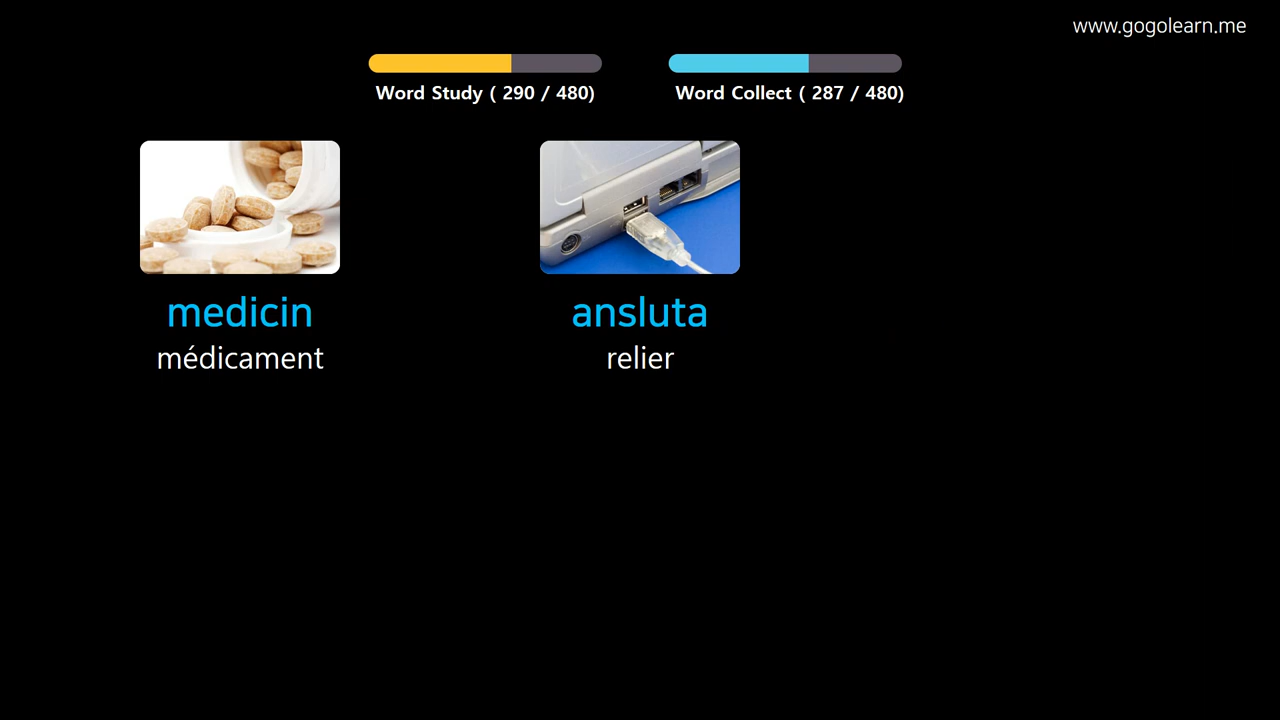 www.gogolearn.me
Word Study ( 290 / 480)
Word Collect ( 287 / 480)
medicin
médicament
ansluta
relier